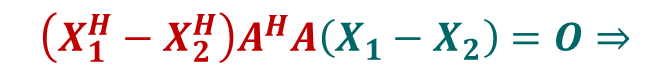 (X₁ᴴ − X₂ᴴ)AᴴA(X₁ − X₂) = O ⇒